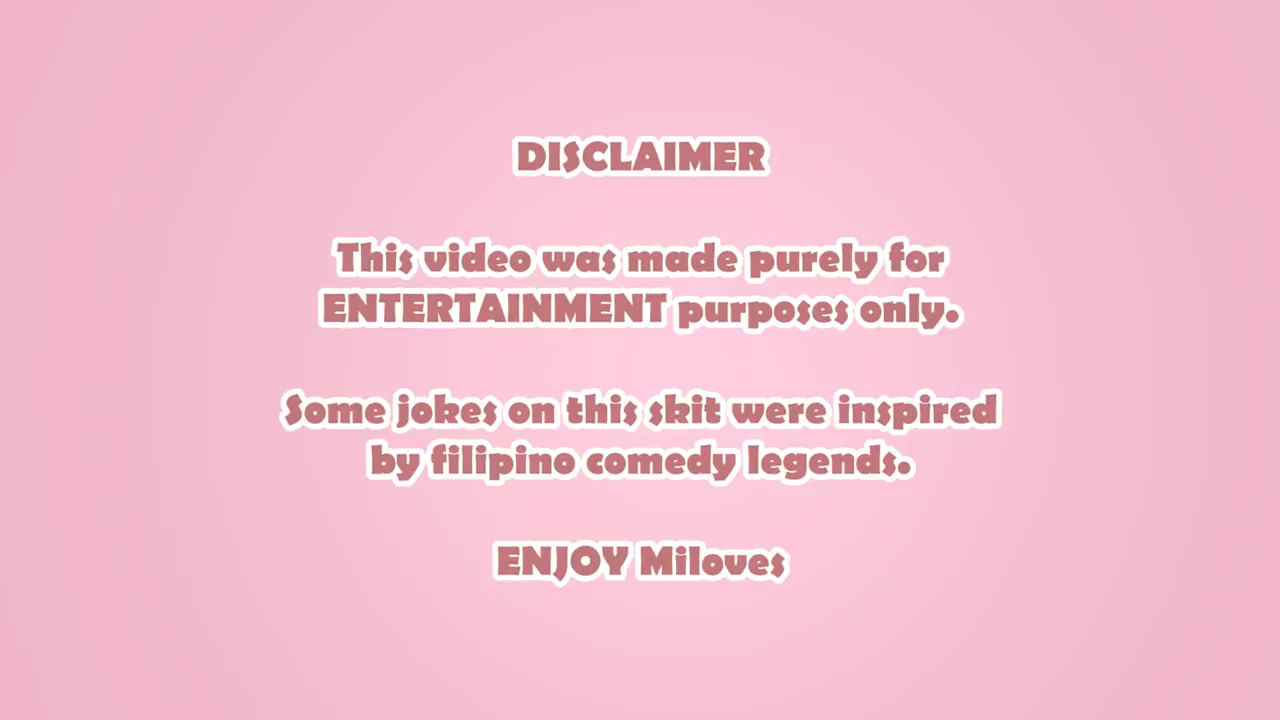 DISCLAIMER
This video was made purely for
ENTERTAINMENT purposes only.
Some jokes on this skit were inspired
by filipino comedy legends.
ENJOY Miloves